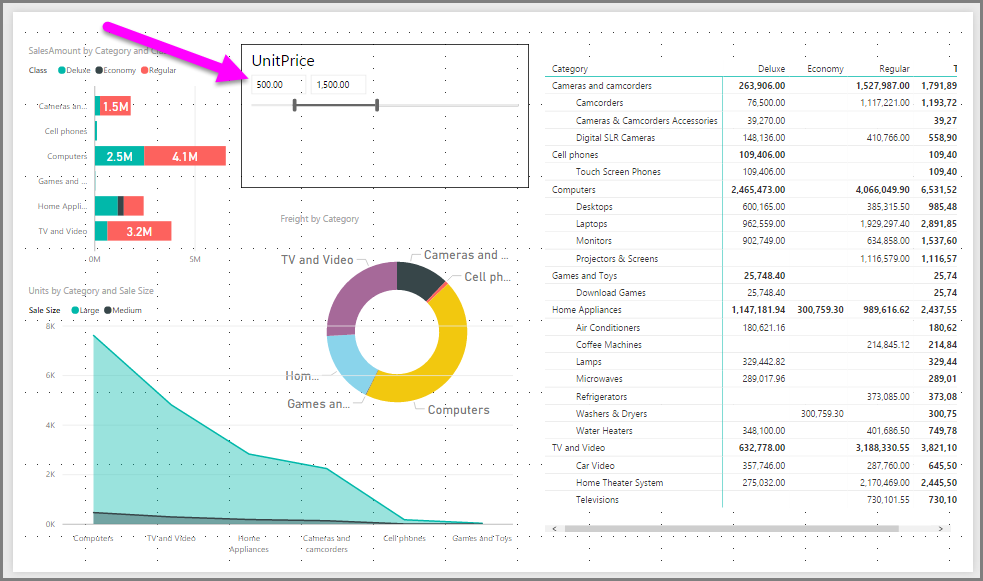 SalesAmount by Category and C
Class Deluxe Economy Regular
Cameras an...
1.5M
Cell phones
Computers
2.5M 4.1M
Games and ...
Home Appli...
TV and Video
3.2M
0M 5M
UnitPrice
500.00 1,500.00
Freight by Category
TV and Video
Cameras and ...
Cell ph...
Hom...
Games an...
Computers
Units by Category and Sale Size
Sale Size Large Medium
8K
6K
4K
2K
0K
Computers TV and Video Home Appliances Cameras and camcorders Cell phones Games and Toys
Category Deluxe Economy Regular T
Cameras and camcorders 263,906.00 1,527,987.00 1,791,89
Camcorders 76,500.00 1,117,221.00 1,193,72
Cameras & Camcorders Accessories 39,270.00 39,27
Digital SLR Cameras 148,136.00 410,766.00 558,90
Cell phones 109,406.00 109,40
Touch Screen Phones 109,406.00 109,40
Computers 2,465,473.00 4,066,049.90 6,531,52
Desktops 600,165.00 385,315.50 985,48
Laptops 962,559.00 1,929,297.40 2,891,85
Monitors 902,749.00 634,858.00 1,537,60
Projectors & Screens 1,116,579.00 1,116,57
Games and Toys 25,748.40 25,74
Download Games 25,748.40 25,74
Home Appliances 1,147,181.94 300,759.30 989,616.62 2,437,55
Air Conditioners 180,621.16 180,62
Coffee Machines 214,845.12 214,84
Lamps 329,442.82 329,44
Microwaves 289,017.96 289,01
Refrigerators 373,085.00 373,08
Washers & Dryers 300,759.30 300,75
Water Heaters 348,100.00 401,686.50 749,78
TV and Video 632,778.00 3,188,330.55 3,821,10
Car Video 357,746.00 287,760.00 645,50
Home Theater System 275,032.00 2,170,469.00 2,445,50
Televisions 730,101.55 730,10